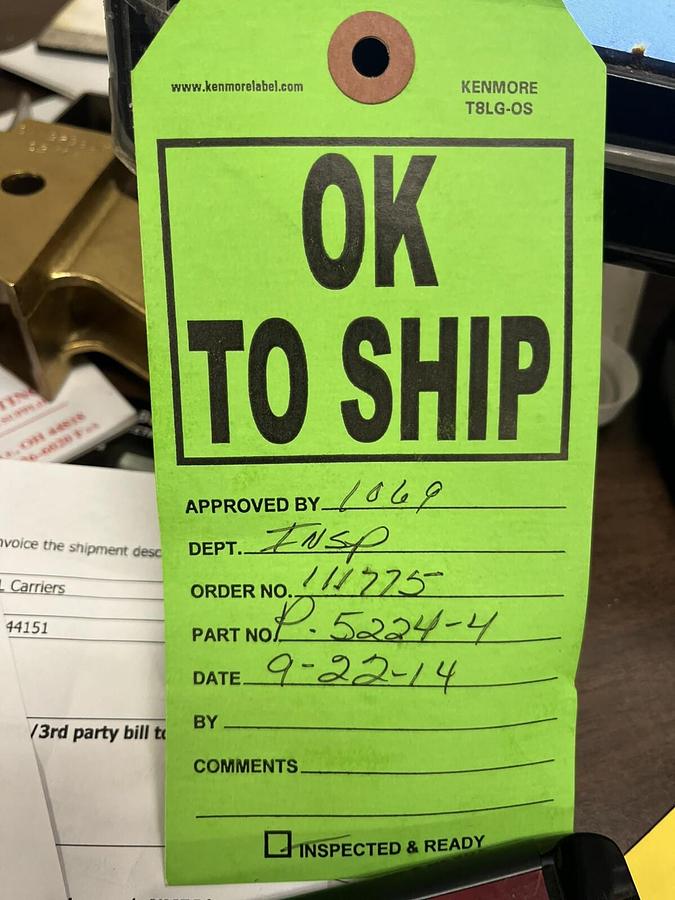 www.kenmorelabel.com
KENMORE
T8LG-OS
OK
TO SHIP
APPROVED BY 1069
DEPT. INSP
ORDER NO. 111775
PART NO. P. 5224-4
DATE 9-22-14
BY
COMMENTS
INSPECTED & READY
OH 44016
nvoice the shipment desc
L Carriers
44151
/3rd party bill to